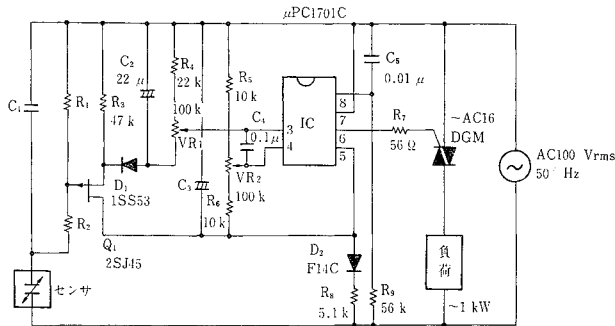 μPC1701C
C₂
22 μ
R₄
22 k
R₅
10 k
C₅
0.01 μ
C₁
R₁
R₃
47 k
100 k
VR₁
C₄
0.1 μ
IC
3
4
8
7
6
5
R₇
56 Ω
~AC16
DGM
AC100 Vrms
50 Hz
D₁
1SS53
C₃
R₆
10 k
VR₂
100 k
R₂
Q₁
2SJ45
D₂
F14C
センサ
R₈
5.1 k
R₉
56 k
負荷
~1 kW